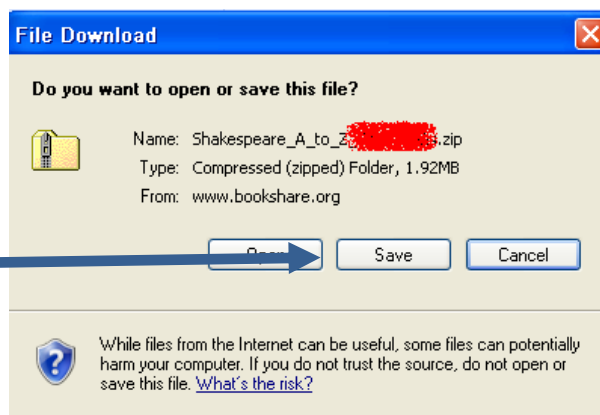 File Download
Do you want to open or save this file?
Name: Shakespeare_A_to_Z .zip
Type: Compressed (zipped) Folder, 1.92MB
From: www.bookshare.org
Save Cancel
While files from the Internet can be useful, some files can potentially
harm your computer. If you do not trust the source, do not open or
save this file. What's the risk?